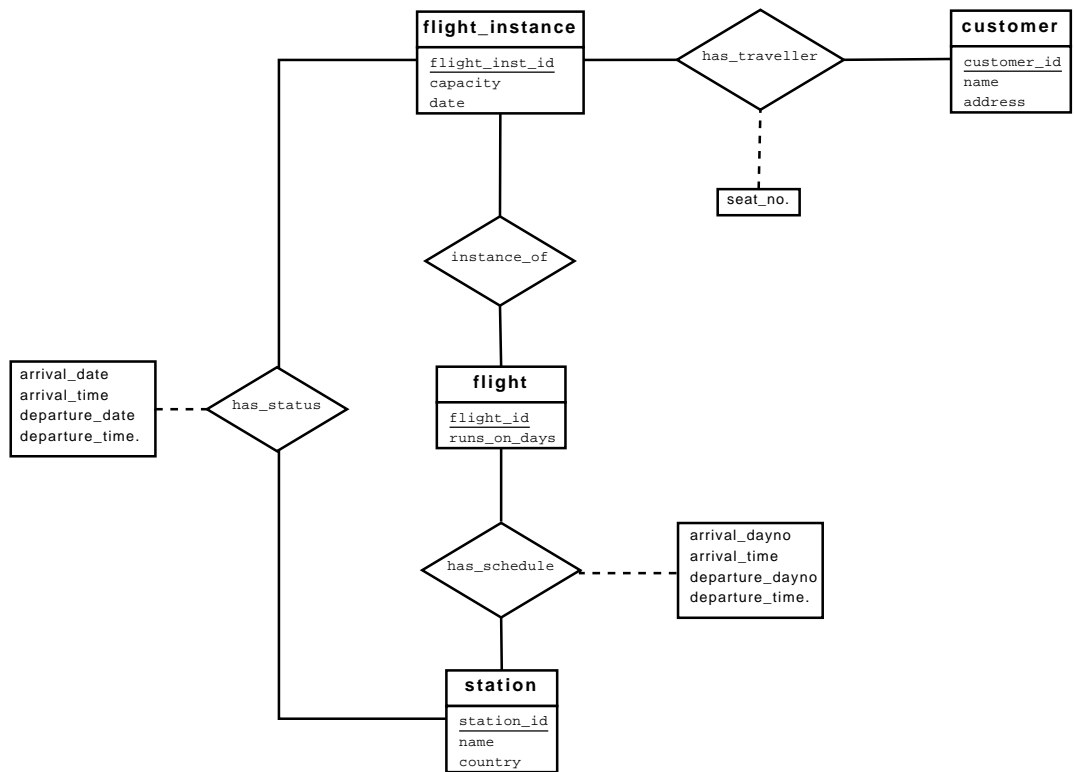 flight_instance
flight_inst_id
capacity
date
has_traveller
customer
customer_id
name
address
seat_no.
instance_of
arrival_date
arrival_time
departure_date
departure_time.
has_status
flight
flight_id
runs_on_days
has_schedule
arrival_dayno
arrival_time
departure_dayno
departure_time.
station
station_id
name
country